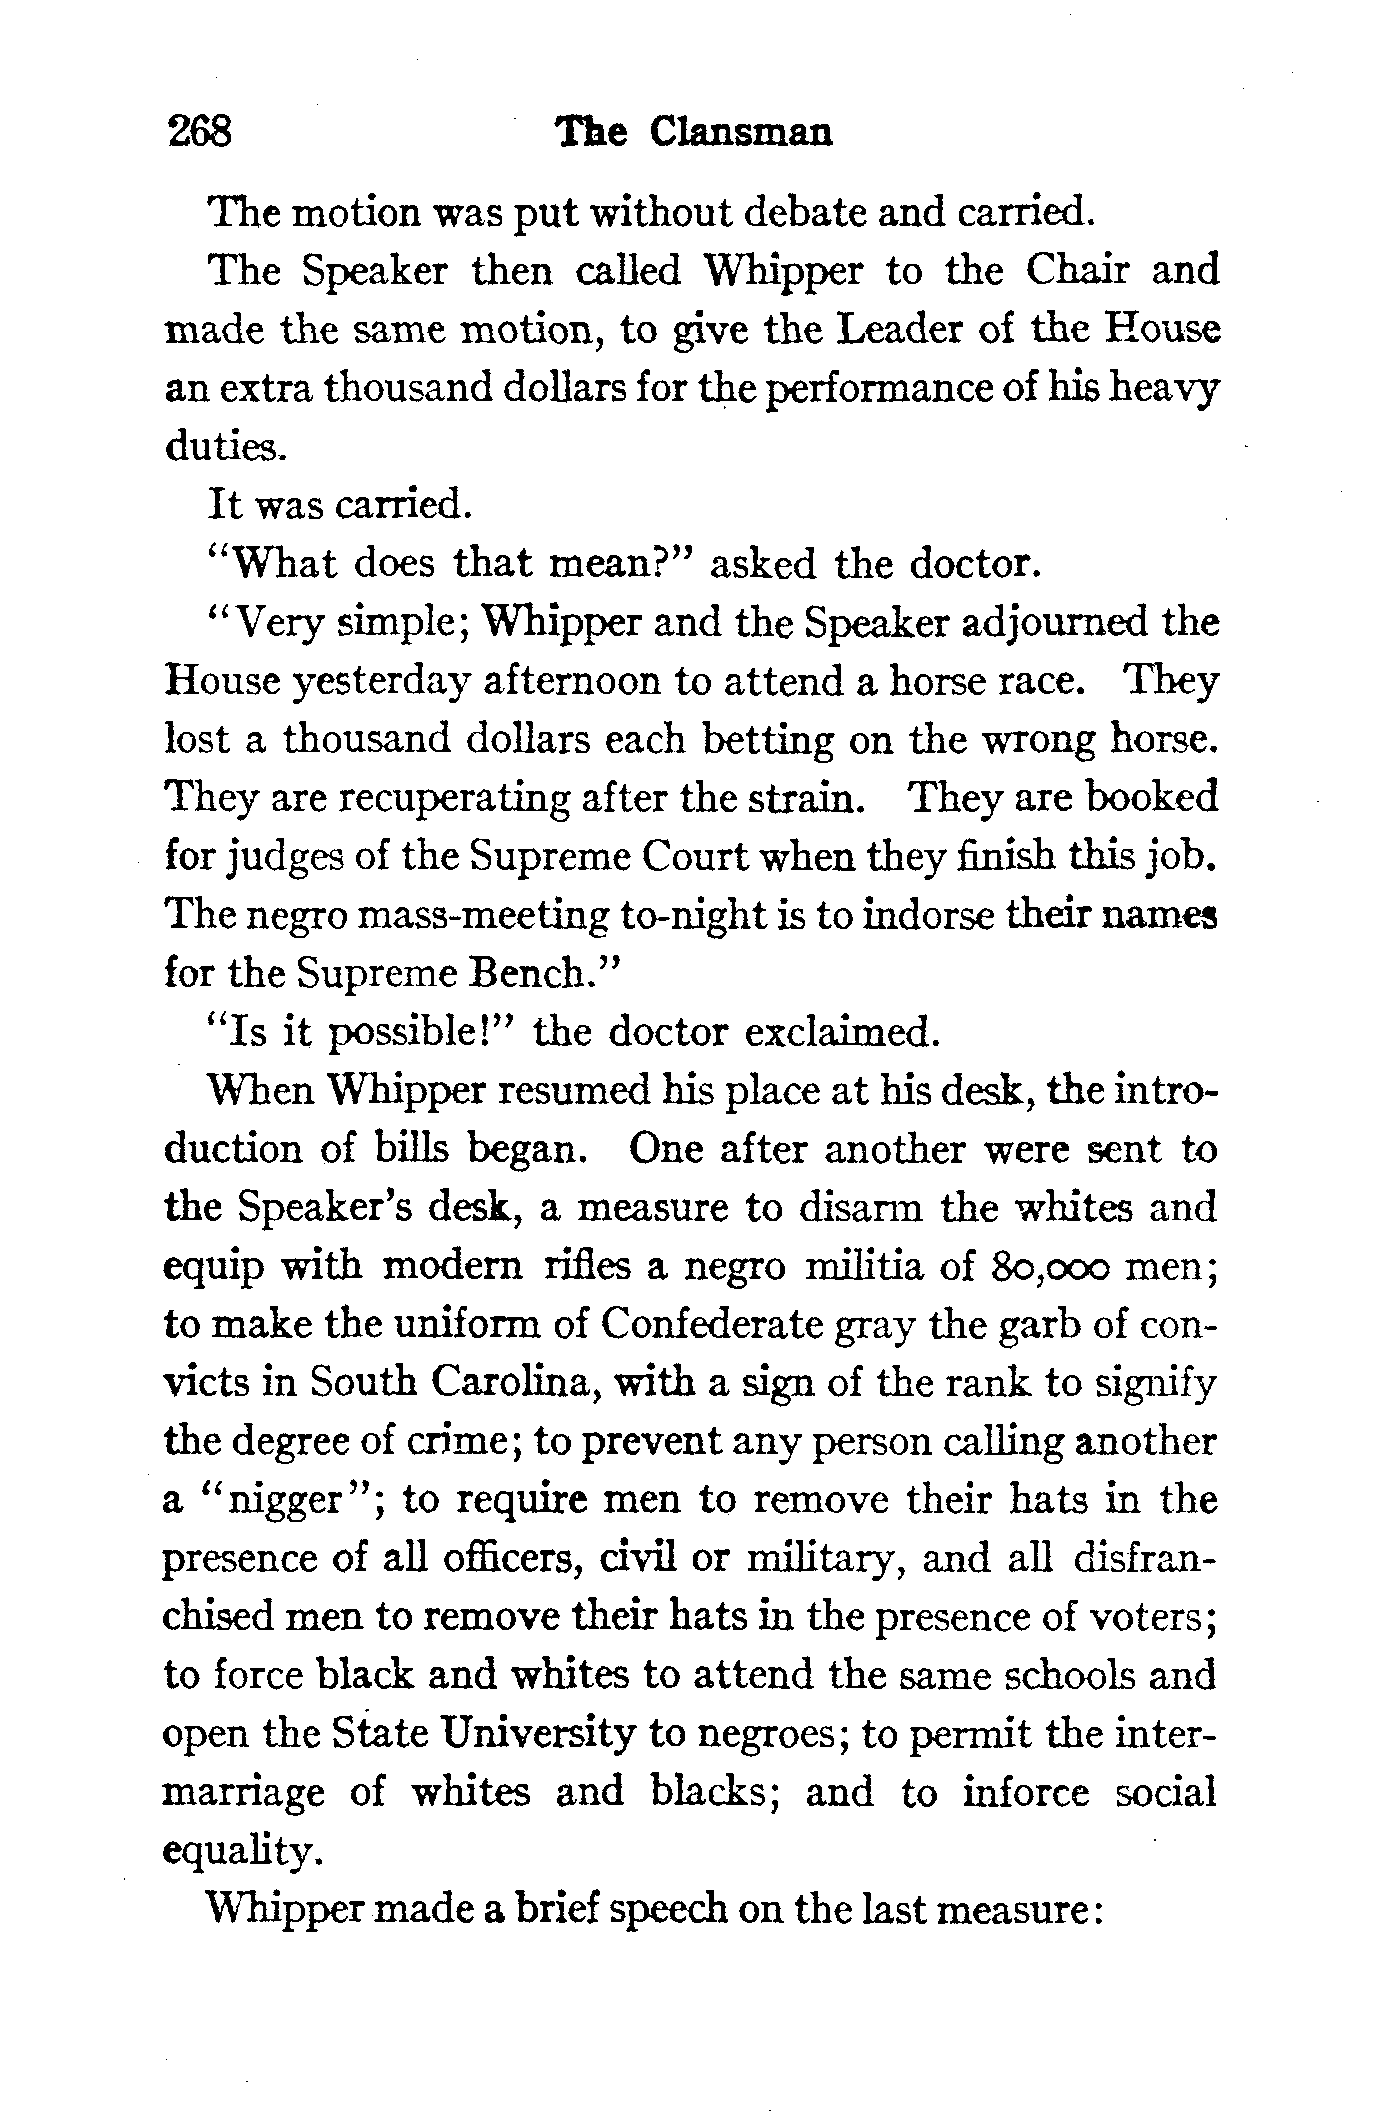 268 The Clansman
The motion was put without debate and carried.
The Speaker then called Whipper to the Chair and
made the same motion, to give the Leader of the House
an extra thousand dollars for the performance of his heavy
duties.
It was carried.
“What does that mean?” asked the doctor.
“Very simple; Whipper and the Speaker adjourned the
House yesterday afternoon to attend a horse race. They
lost a thousand dollars each betting on the wrong horse.
They are recuperating after the strain. They are booked
for judges of the Supreme Court when they finish this job.
The negro mass-meeting to-night is to indorse their names
for the Supreme Bench.”
“Is it possible!” the doctor exclaimed.
When Whipper resumed his place at his desk, the intro-
duction of bills began. One after another were sent to
the Speaker’s desk, a measure to disarm the whites and
equip with modern rifles a negro militia of 80,000 men;
to make the uniform of Confederate gray the garb of con-
victs in South Carolina, with a sign of the rank to signify
the degree of crime; to prevent any person calling another
a “nigger”; to require men to remove their hats in the
presence of all officers, civil or military, and all disfran-
chised men to remove their hats in the presence of voters;
to force black and whites to attend the same schools and
open the State University to negroes; to permit the inter-
marriage of whites and blacks; and to inforce social
equality.
Whipper made a brief speech on the last measure: